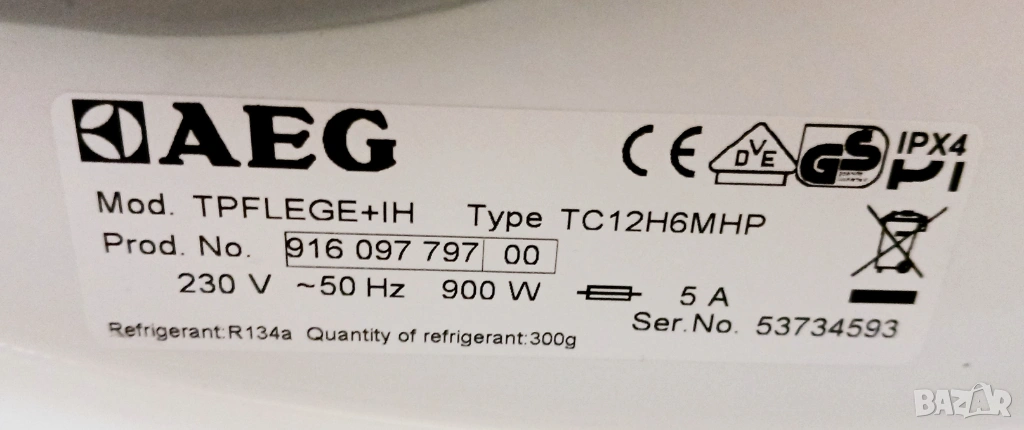 AEG
CE DVE GS IPX4
Mod. TPFLEGE+IH Type TC12H6MHP
Prod. No. 916 097 797 00
230 V ~50 Hz 900 W 5 A
Ser.No. 53734593
Refrigerant:R134a Quantity of refrigerant:300g
BAZAR